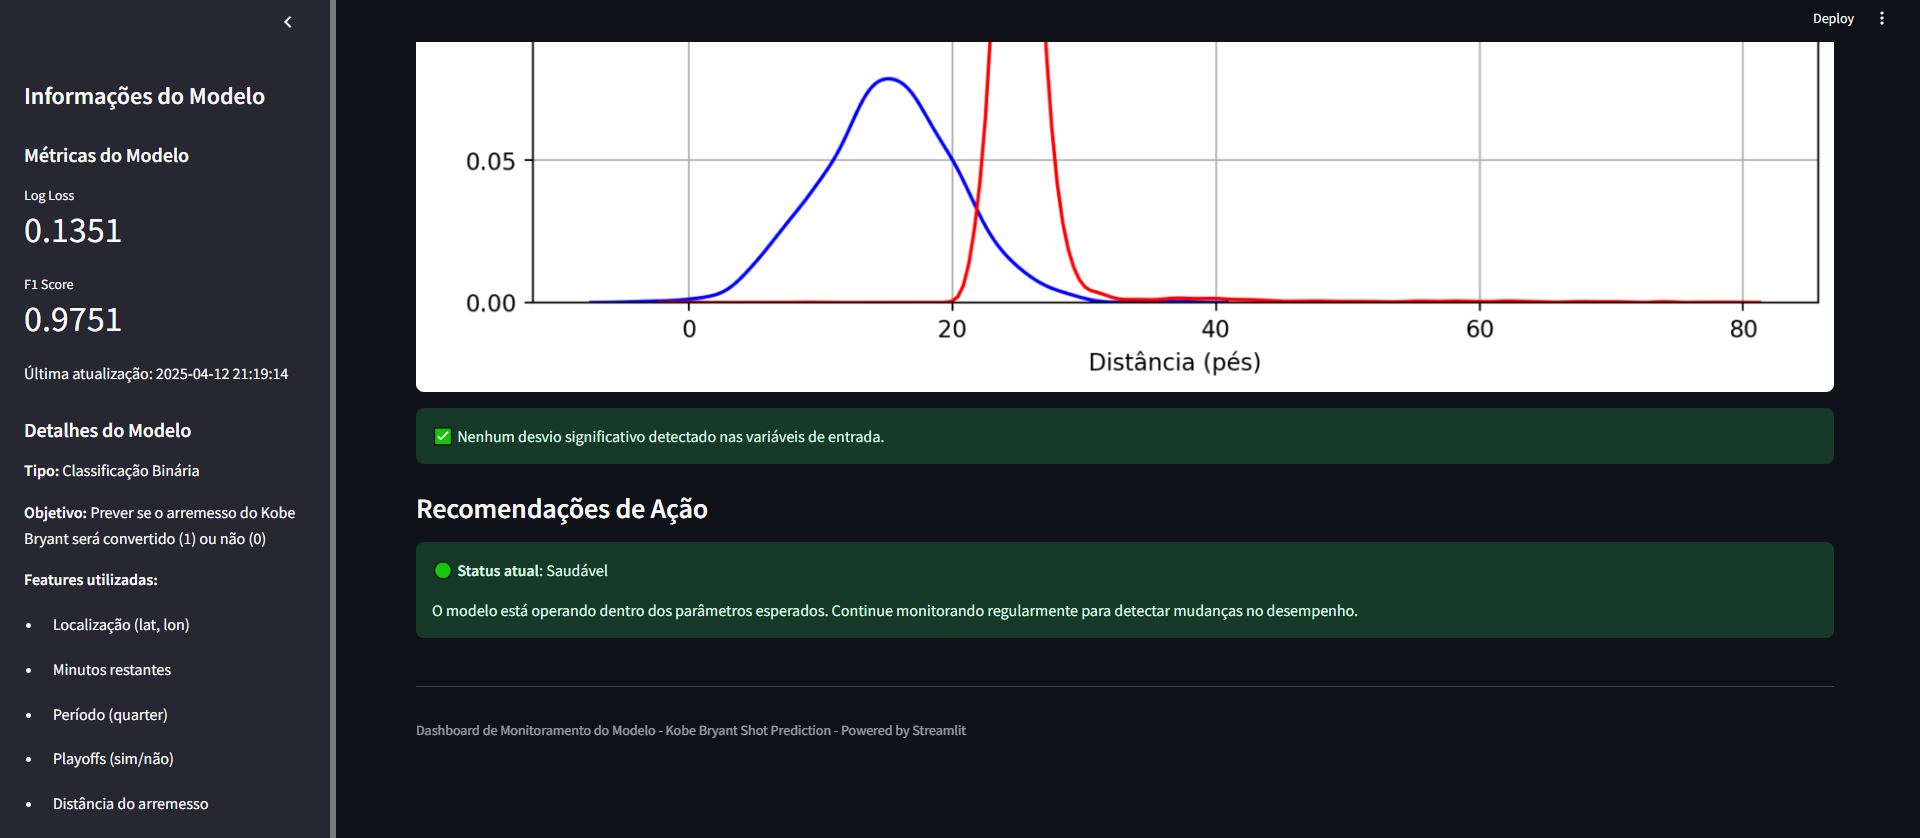 Deploy
Informações do Modelo
Métricas do Modelo
Log Loss
0.1351
F1 Score
0.9751
Última atualização: 2025-04-12 21:19:14
Detalhes do Modelo
Tipo: Classificação Binária
Objetivo: Prever se o arremesso do Kobe
Bryant será convertido (1) ou não (0)
Features utilizadas:
Localização (lat, lon)
Minutos restantes
Período (quarter)
Playoffs (sim/não)
Distância do arremesso
0.05
0.00
0 20 40 60 80
Distância (pés)
Nenhum desvio significativo detectado nas variáveis de entrada.
Recomendações de Ação
Status atual: Saudável
O modelo está operando dentro dos parâmetros esperados. Continue monitorando regularmente para detectar mudanças no desempenho.
Dashboard de Monitoramento do Modelo - Kobe Bryant Shot Prediction - Powered by Streamlit